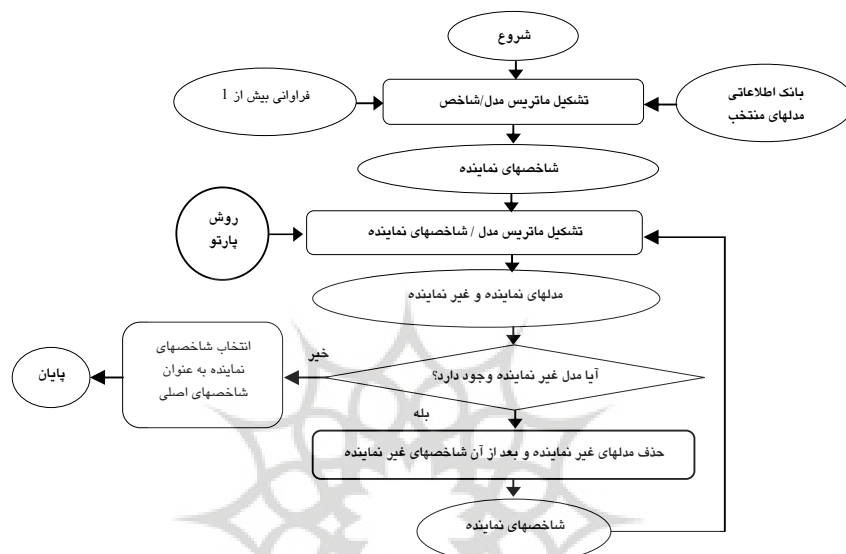 شروع
فراوانی بیش از 1
تشکیل ماتریس مدل/شاخص
بانک اطلاعاتی
مدلهای منتخب
شاخصهای نماینده
روش
پارتو
تشکیل ماتریس مدل / شاخصهای نماینده
مدلهای نماینده و غیر نماینده
آیا مدل غیر نماینده وجود دارد؟
خیر
انتخاب شاخصهای
نماینده به عنوان
شاخصهای اصلی
پایان
بله
حذف مدلهای غیر نماینده و بعد از آن شاخصهای غیر نماینده
شاخصهای نماینده